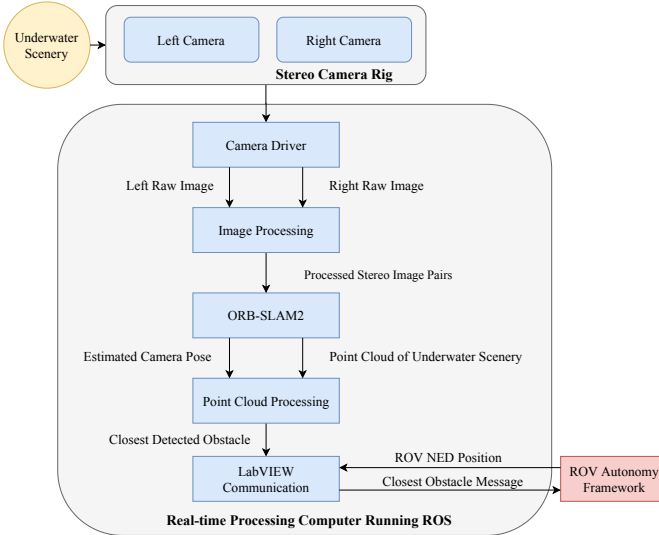 Underwater
Scenery
Left Camera
Right Camera
Stereo Camera Rig
Camera Driver
Left Raw Image
Right Raw Image
Image Processing
Processed Stereo Image Pairs
ORB-SLAM2
Estimated Camera Pose
Point Cloud of Underwater Scenery
Point Cloud Processing
Closest Detected Obstacle
LabVIEW
Communication
ROV NED Position
Closest Obstacle Message
ROV Autonomy
Framework
Real-time Processing Computer Running ROS